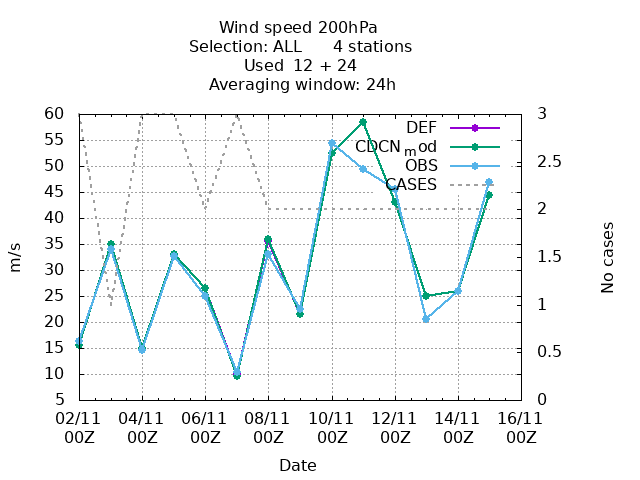 Wind speed 200hPa
Selection: ALL 4 stations
Used 12 + 24
Averaging window: 24h
60 3
DEF
55
CDCN_mod
50 2.5
OBS
45
CASES
40 2
35
30 1.5
25
20 1
15
10 0.5
5 0
m/s
No cases
02/11 04/11 06/11 08/11 10/11 12/11 14/11 16/11
00Z 00Z 00Z 00Z 00Z 00Z 00Z 00Z
Date